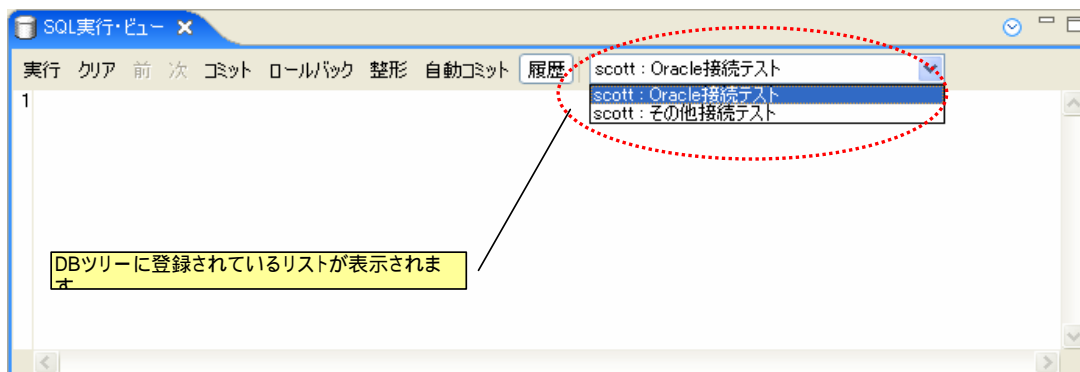 SQL実行・ビュー
実行 クリア 前 次 コミット ロールバック 整形 自動コミット 履歴 scott : Oracle接続テスト
scott : Oracle接続テスト
scott : その他接続テスト
1
DBツリーに登録されているリストが表示されま
す